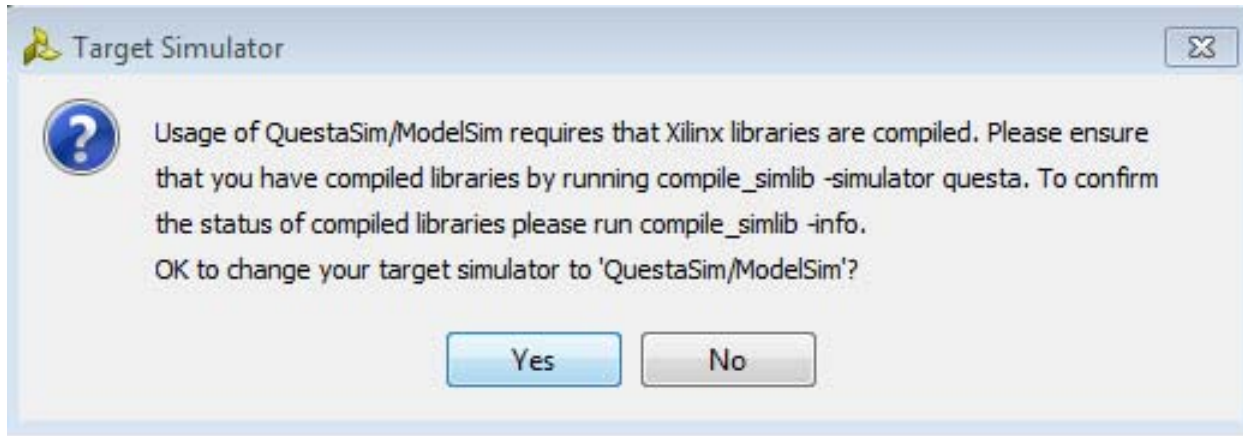 Target Simulator
Usage of QuestaSim/ModelSim requires that Xilinx libraries are compiled. Please ensure
that you have compiled libraries by running compile_simlib -simulator questa. To confirm
the status of compiled libraries please run compile_simlib -info.
OK to change your target simulator to 'QuestaSim/ModelSim'?
Yes No